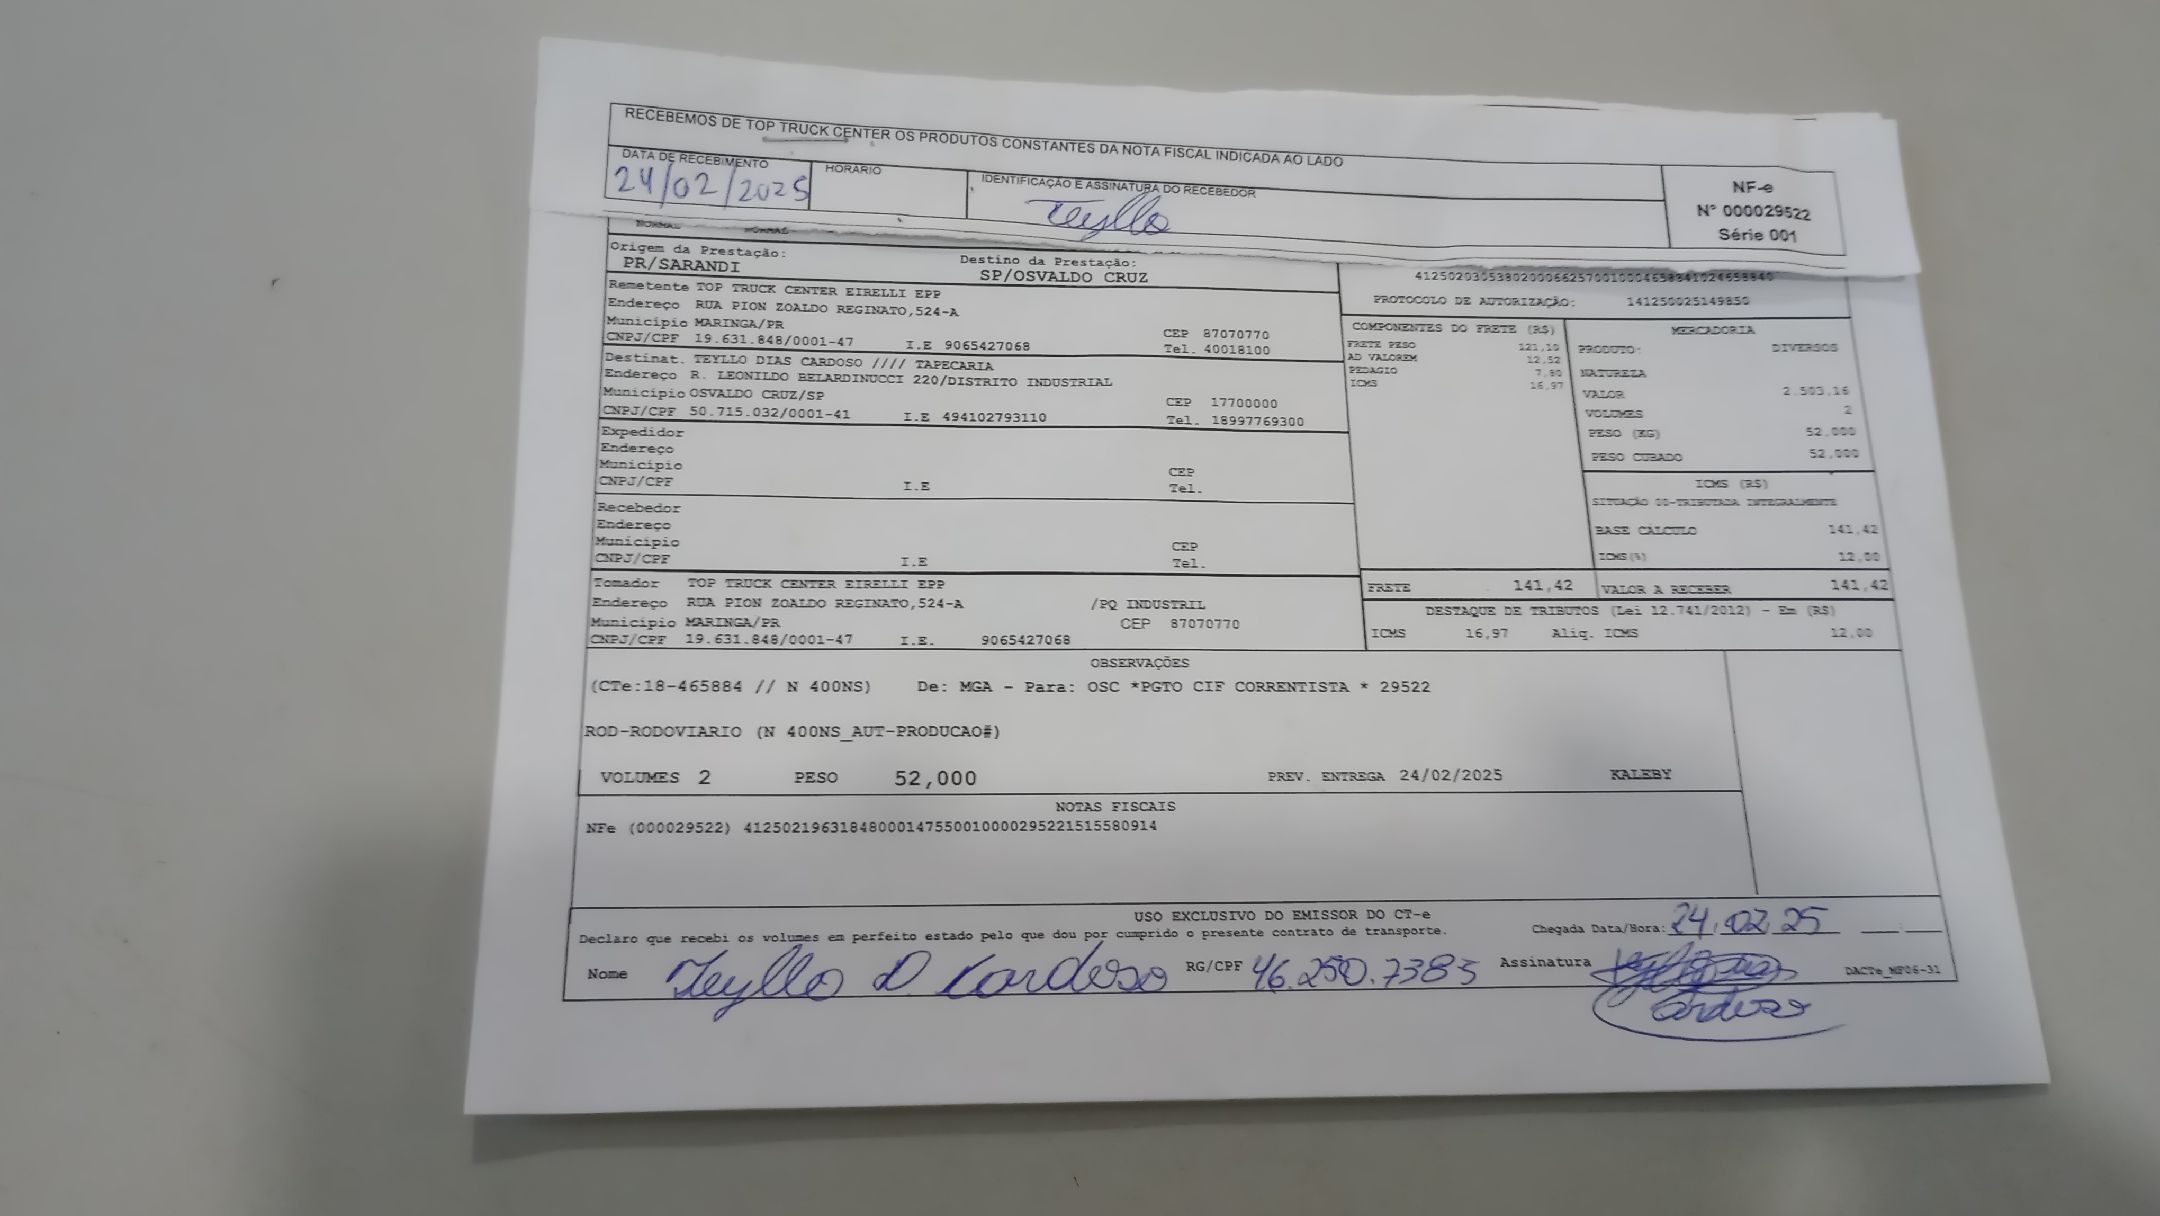 RECEBEMOS DE TOP TRUCK CENTER OS PRODUTOS CONSTANTES DA NOTA FISCAL INDICADA AO LADO
DATA DE RECEBIMENTO HORÁRIO IDENTIFICAÇÃO E ASSINATURA DO RECEBEDOR
24/02/2025 Teyllo
NF-e
Nº 000029522
Série 001
NORMAL NORMAL
Origem da Prestação: Destino da Prestação:
PR/SARANDI SP/OSVALDO CRUZ
PROTOCOLO DE AUTORIZAÇÃO: 141250025149850
Remetente TOP TRUCK CENTER EIRELLI EPP
Endereço RUA PION ZOALDO REGINATO,524-A
Municipio MARINGA/PR CEP 87070770
CNPJ/CPF 19.631.848/0001-47 I.E 9065427068 Tel. 40018100
Destinat. TEYLLO DIAS CARDOSO //// TAPECARIA
Endereco R. LEONILDO BELARDINUCCI 220/DISTRITO INDUSTRIAL
Municipio OSVALDO CRUZ/SP CEP 17700000
CNPJ/CPF 50.715.032/0001-41 I.E 494102793110 Tel. 18997769300
Expedidor
Endereço
Municipio CEP
CNPJ/CPF I.E Tel.
Recebedor
Endereço
Municipio CEP
CNPJ/CPF I.E Tel.
Tomador TOP TRUCK CENTER EIRELLI EPP
Endereço RUA PION ZOALDO REGINATO,524-A /PQ INDUSTRIL
Municipio MARINGA/PR CEP 87070770
CNPJ/CPF 19.631.848/0001-47 I.E. 9065427068
COMPONENTES DO FRETE (R$)
FRETE PESO 121,10
AD VALOREM 12,52
PEDAGIO 7,80
ICMS 16,97
MERCADORIA
PRODUTO: DIVERSOS
NATUREZA
VALOR 2.503,16
VOLUMES 2
PESO (KG) 52,000
PESO CUBADO 52,000
ICMS (R$)
SITUAÇÃO 00-TRIBUTADA INTEGRALMENTE
BASE CALCULO 141,42
ICMS(%) 12,00
FRETE 141,42 VALOR A RECEBER 141,42
DESTAQUE DE TRIBUTOS (Lei 12.741/2012) - Em (R$)
ICMS 16,97 Aliq. ICMS 12,00
OBSERVAÇÕES
(CTe:18-465884 // N 400NS) De: MGA - Para: OSC *PGTO CIF CORRENTISTA * 29522
ROD-RODOVIARIO (N 400NS_AUT-PRODUCAO#)
VOLUMES 2 PESO 52,000 PREV. ENTREGA 24/02/2025 KALEBY
NOTAS FISCAIS
NFe (000029522) 41250219631848000147550010000295221515580914
USO EXCLUSIVO DO EMISSOR DO CT-e
Declaro que recebi os volumes em perfeito estado pelo que dou por cumprido o presente contrato de transporte. Chegada Data/Hora: 24.02.25
Nome Teyllo D. Cardoso RG/CPF 46.250.7383 Assinatura Cardoso DACTe_MF06-31